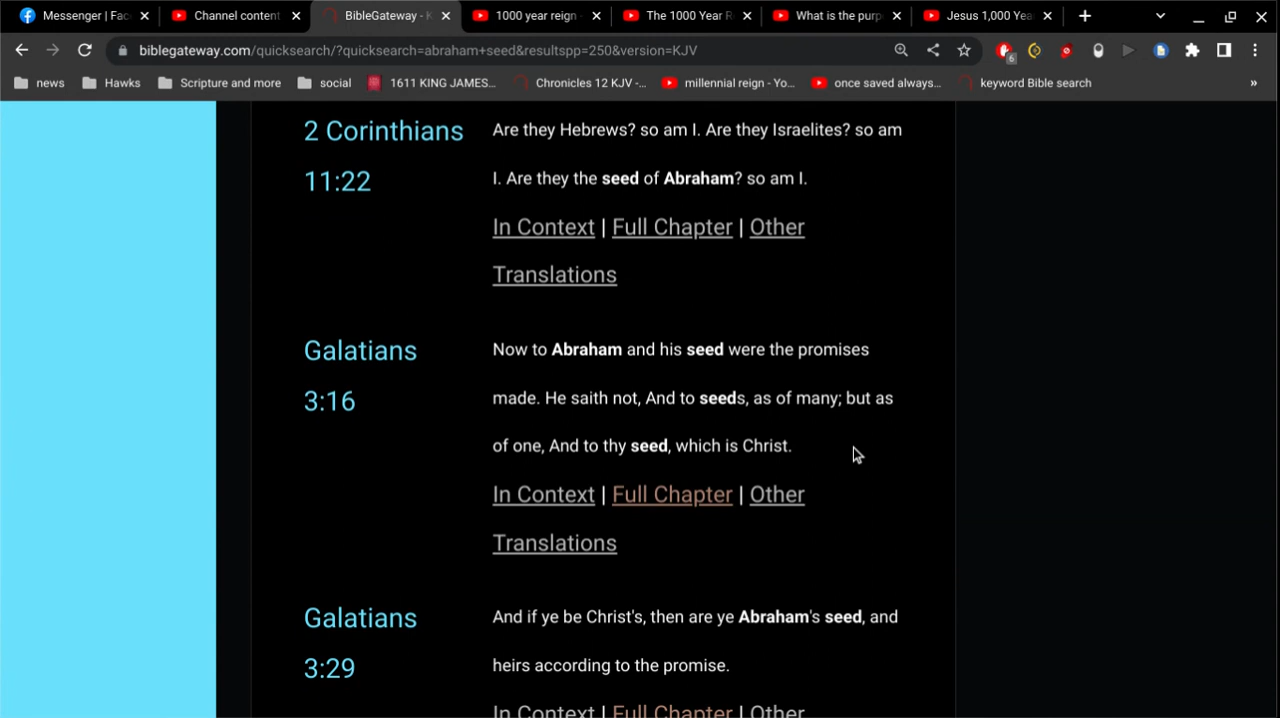 Messenger | Fac
Channel content
BibleGateway - K
1000 year reign -
The 1000 Year R
What is the purp
Jesus 1,000 Yea
biblegateway.com/quicksearch/?quicksearch=abraham+seed&resultspp=250&version=KJV
6
news
Hawks
Scripture and more
social
1611 KING JAMES...
Chronicles 12 KJV -...
millennial reign - Yo...
once saved always...
keyword Bible search
»
2 Corinthians
11:22
Are they Hebrews? so am I. Are they Israelites? so am
I. Are they the seed of Abraham? so am I.
In Context | Full Chapter | Other
Translations
Galatians
3:16
Now to Abraham and his seed were the promises
made. He saith not, And to seeds, as of many; but as
of one, And to thy seed, which is Christ.
In Context | Full Chapter | Other
Translations
Galatians
3:29
And if ye be Christ's, then are ye Abraham's seed, and
heirs according to the promise.
In Context | Full Chapter | Other